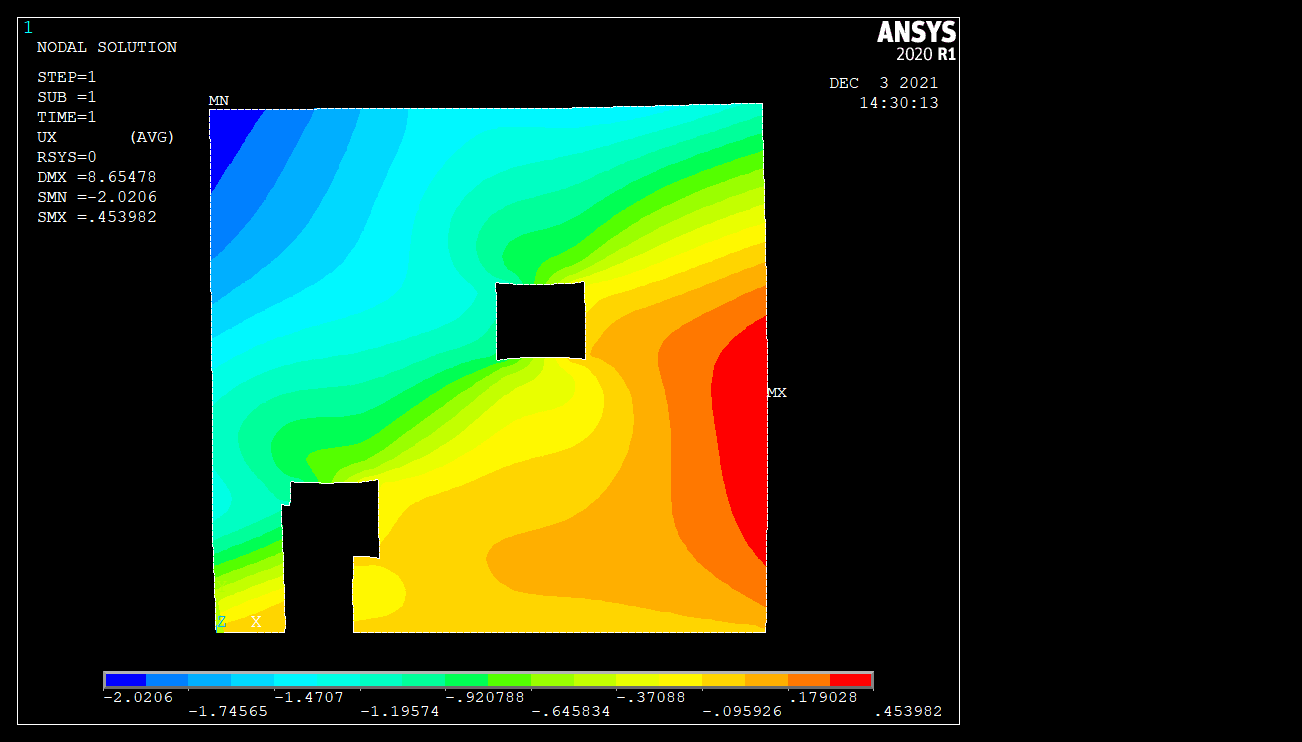 1
ANSYS
2020 R1
NODAL SOLUTION
STEP=1
SUB =1
TIME=1
UX (AVG)
RSYS=0
DMX =8.65478
SMN =-2.0206
SMX =.453982
DEC 3 2021
14:30:13
MN
MX
Z X
-2.0206 -1.4707 -.920788 -.37088 .179028
-1.74565 -1.19574 -.645834 -.095926 .453982